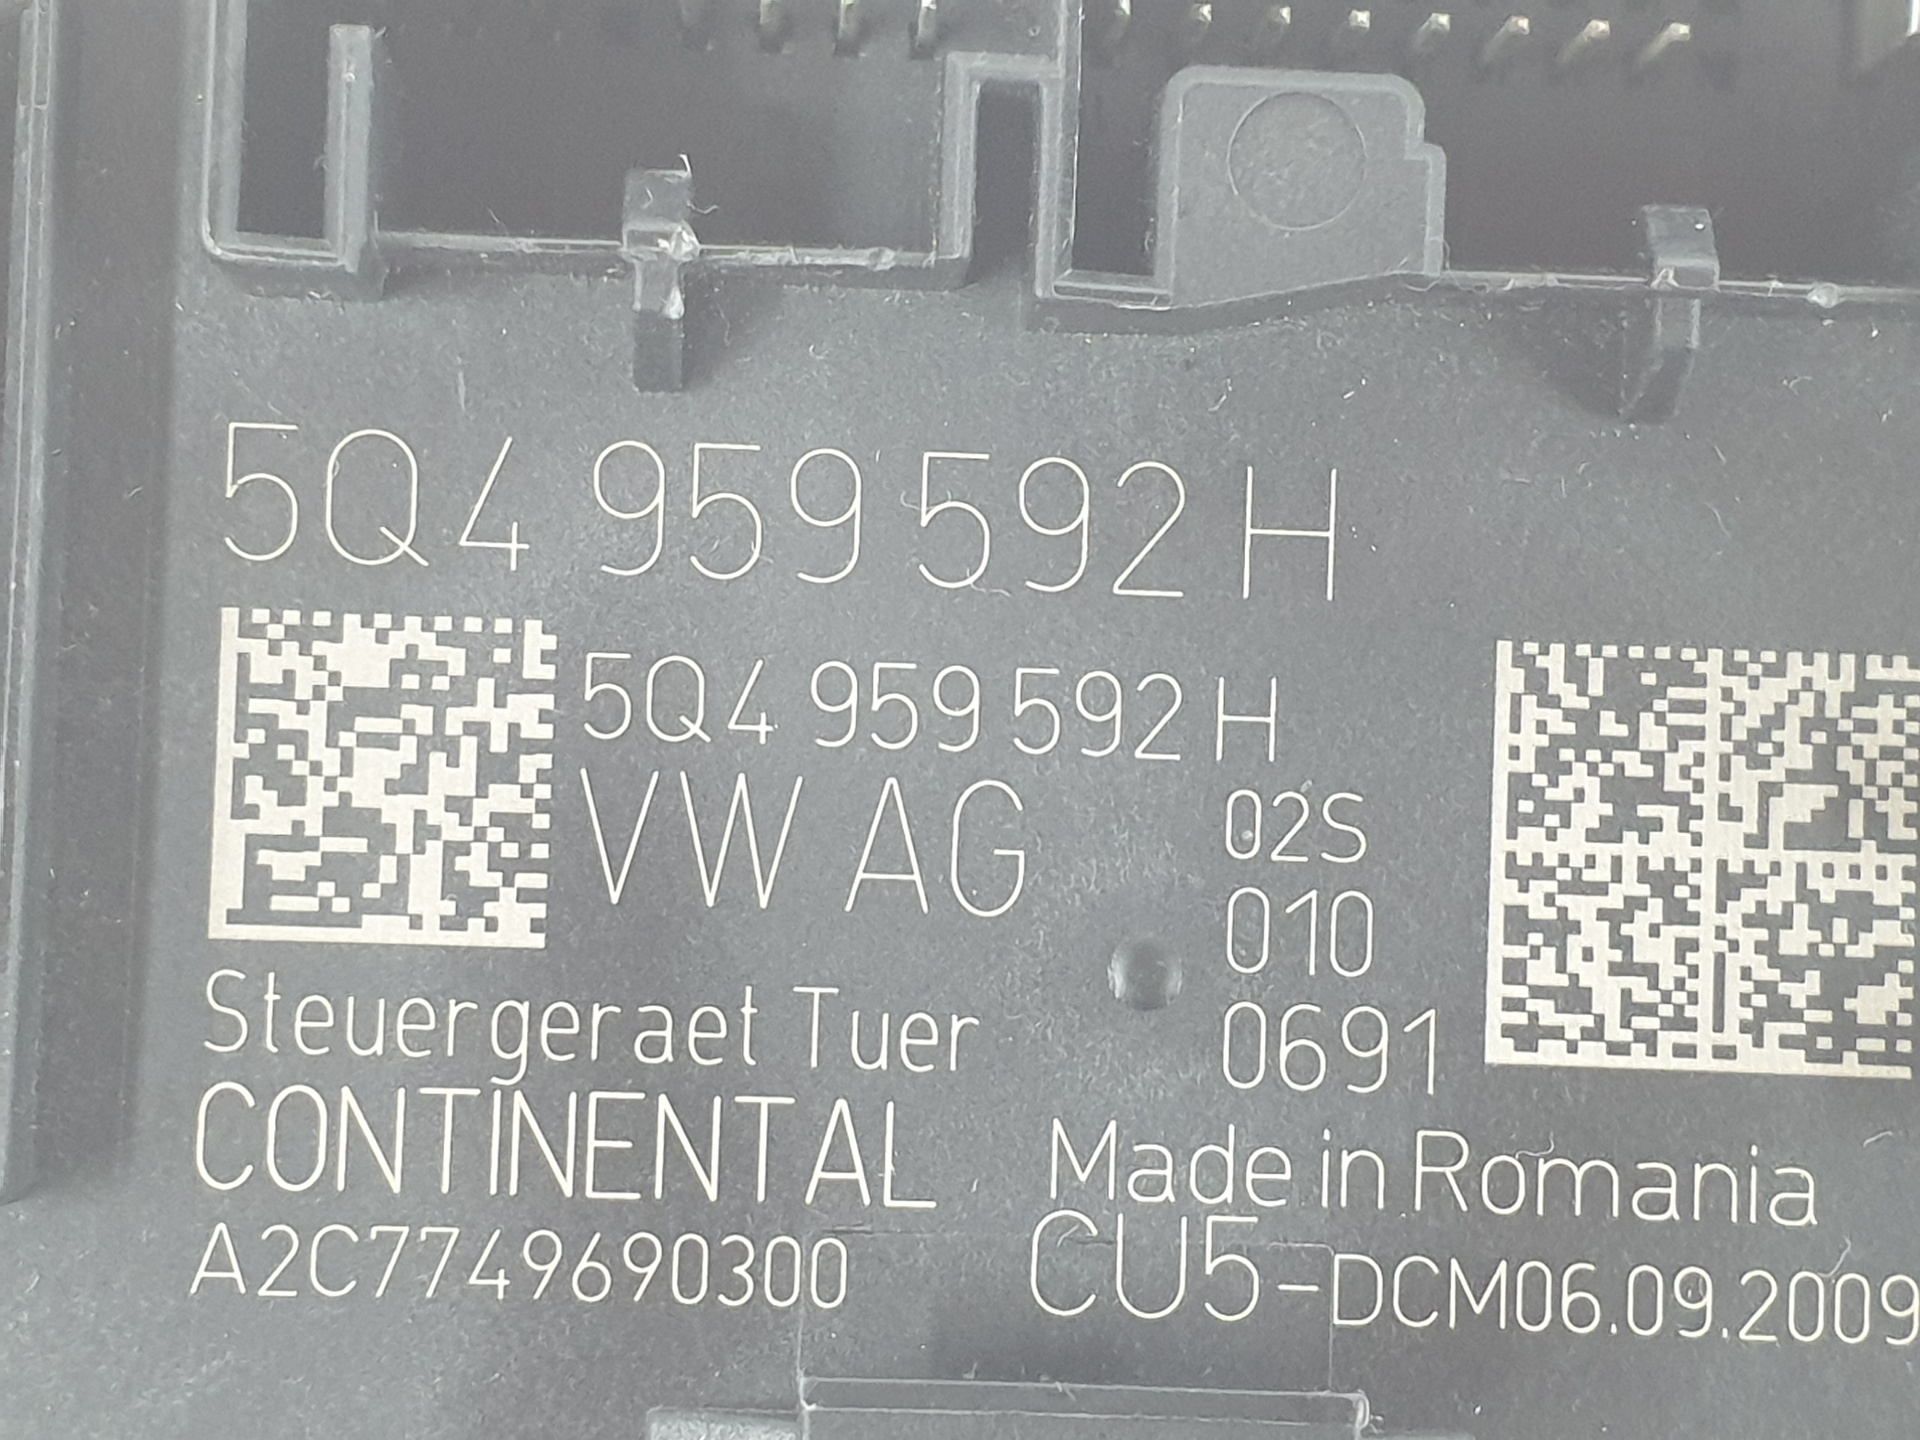 5Q4 959 592 H
5Q4 959 592 H
VW AG
02S
010
0691
Steuergeraet Tuer
CONTINENTAL
A2C7749690300
Made in Romania
CU5-DCM06.09.2009